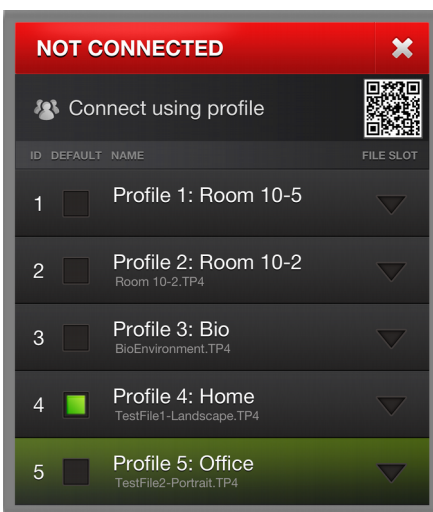 NOT CONNECTED
Connect using profile
ID DEFAULT NAME FILE SLOT
1 Profile 1: Room 10-5
2 Profile 2: Room 10-2
Room 10-2.TP4
3 Profile 3: Bio
BioEnvironment.TP4
4 Profile 4: Home
TestFile1-Landscape.TP4
5 Profile 5: Office
TestFile2-Portrait.TP4